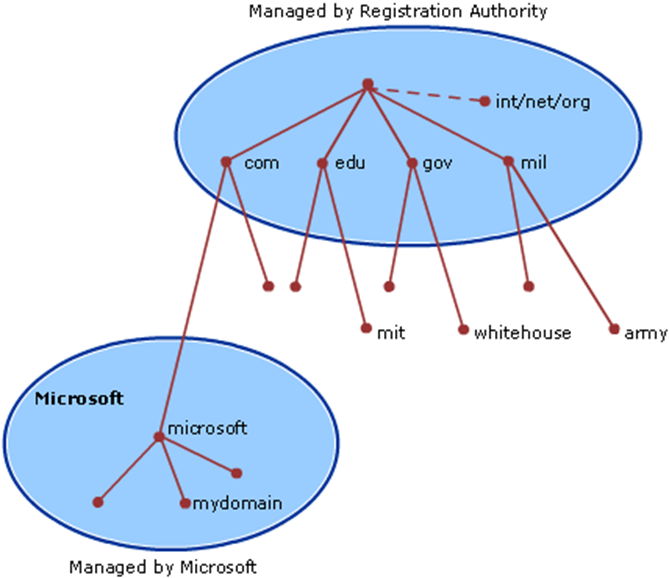 Managed by Registration Authority
int/net/org
com
edu
gov
mil
mit
whitehouse
army
Microsoft
microsoft
mydomain
Managed by Microsoft